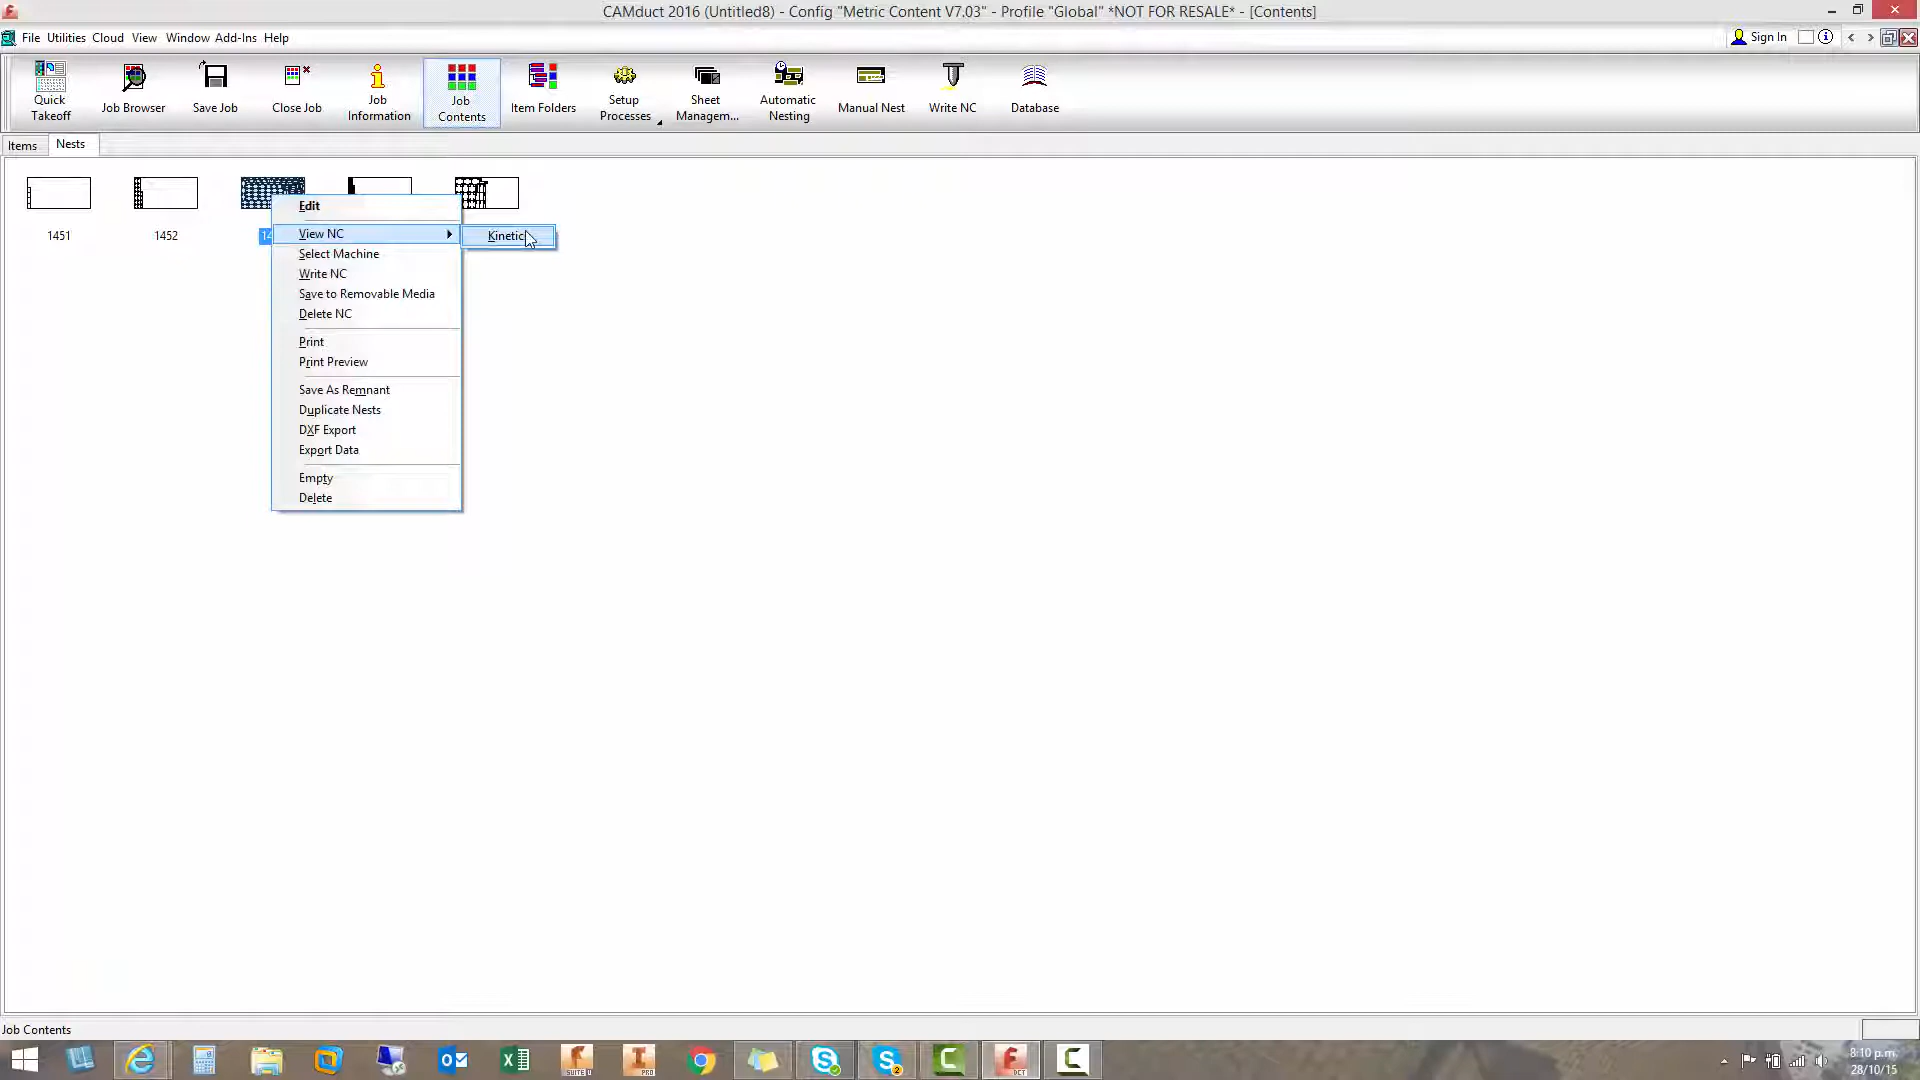 CAMduct 2016 (Untitled8) - Config "Metric Content V7.03" - Profile "Global" *NOT FOR RESALE* - [Contents]
File Utilities Cloud View Window Add-Ins Help
Sign In
Quick Takeoff
Job Browser
Save Job
Close Job
Job Information
Job Contents
Item Folders
Setup Processes
Sheet Managem...
Automatic Nesting
Manual Nest
Write NC
Database
Items
Nests
1451
1452
Edit
View NC
Kinetic
Select Machine
Write NC
Save to Removable Media
Delete NC
Print
Print Preview
Save As Remnant
Duplicate Nests
DXF Export
Export Data
Empty
Delete
Job Contents
SUITE U
PRO
DCT
8:10 p.m.
28/10/15